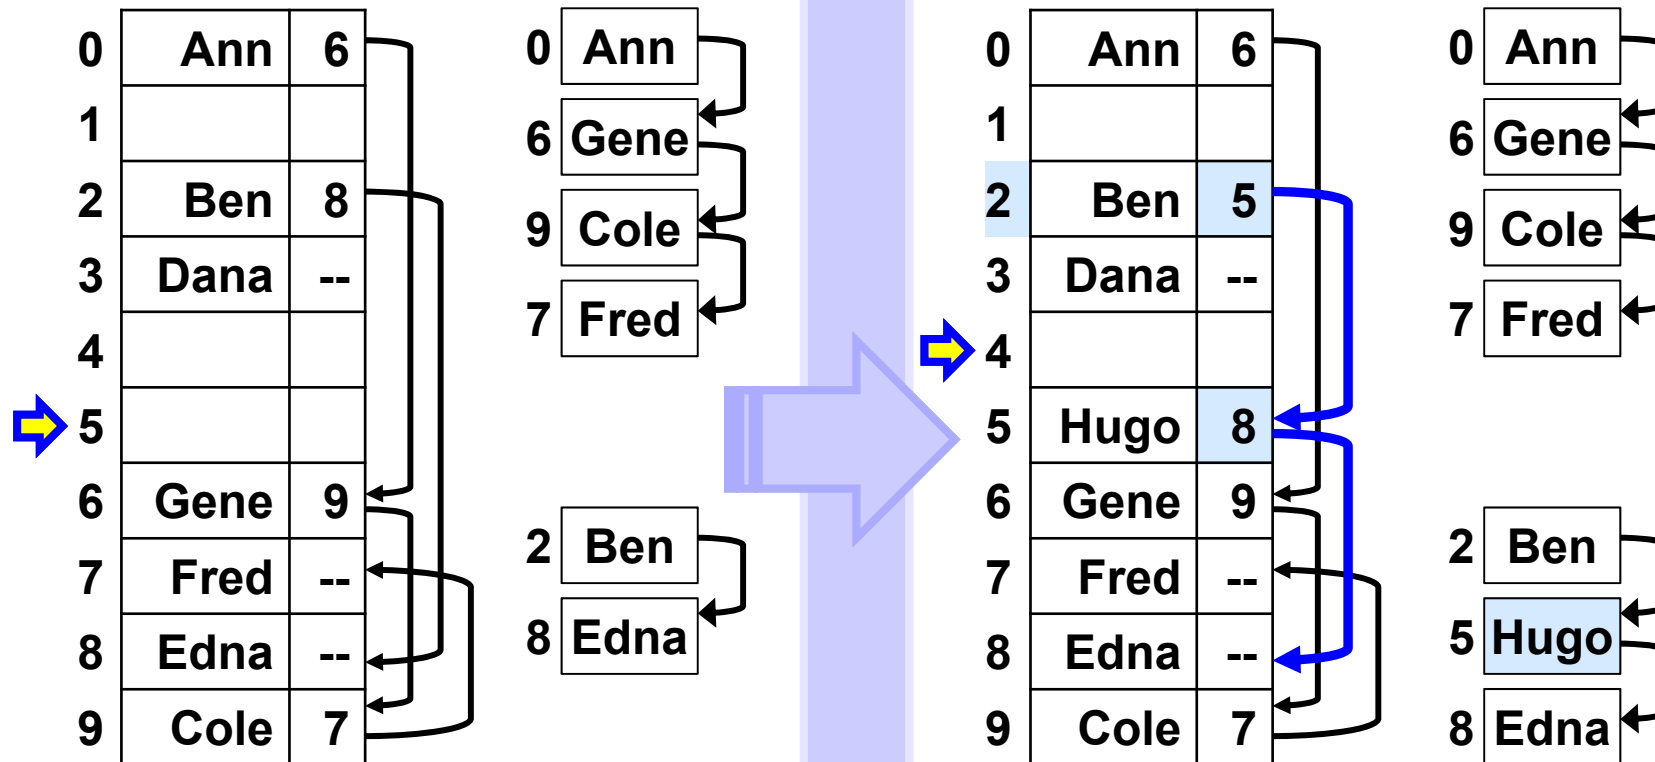 0 Ann 6
1
2 Ben 8
3 Dana --
4
5
6 Gene 9
7 Fred --
8 Edna --
9 Cole 7
0 Ann
6 Gene
9 Cole
7 Fred
2 Ben
8 Edna
0 Ann 6
1
2 Ben 5
3 Dana --
4
5 Hugo 8
6 Gene 9
7 Fred --
8 Edna --
9 Cole 7
0 Ann
6 Gene
9 Cole
7 Fred
2 Ben
5 Hugo
8 Edna